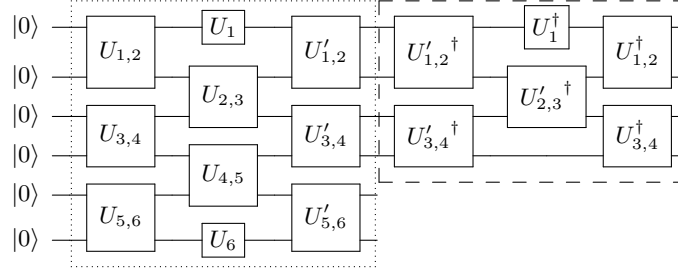 |0⟩ U₁ U₁†
U₁,₂ U′₁,₂ U′₁,₂† U₁,₂†
|0⟩
U₂,₃ U′₂,₃†
|0⟩
U₃,₄ U′₃,₄ U′₃,₄† U₃,₄†
|0⟩
U₄,₅
|0⟩
U₅,₆ U′₅,₆
|0⟩ U₆